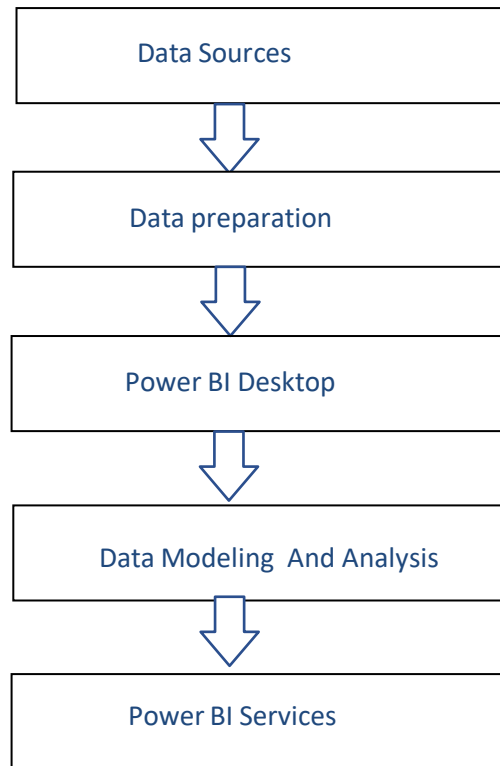 Data Sources
Data preparation
Power BI Desktop
Data Modeling  And Analysis
Power BI Services